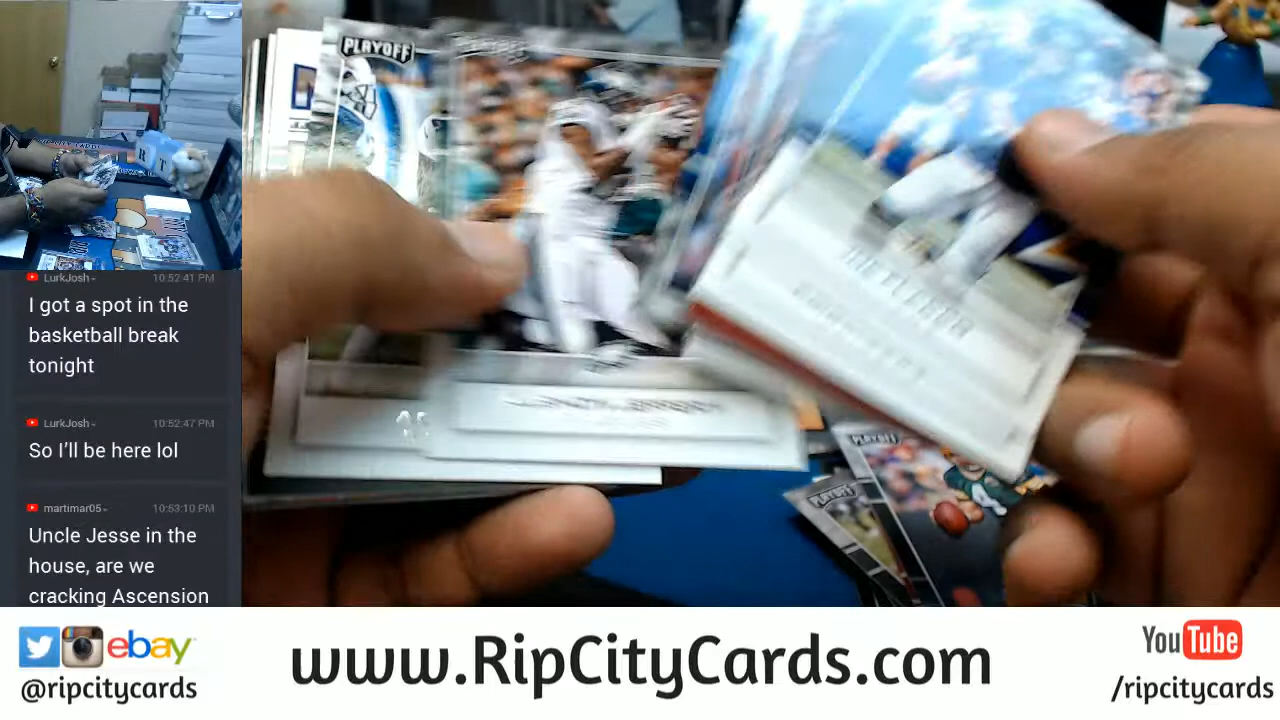 LurkJosh- 10:52:41 PM
I got a spot in the
basketball break
tonight
LurkJosh- 10:52:47 PM
So I'll be here lol
martimar05- 10:53:10 PM
Uncle Jesse in the
house, are we
cracking Ascension
PLAYOFF
PLAYOFF
PLAYOFF
PLAYOFF
ebay
@ripcitycards
www.RipCityCards.com
YouTube
/ripcitycards